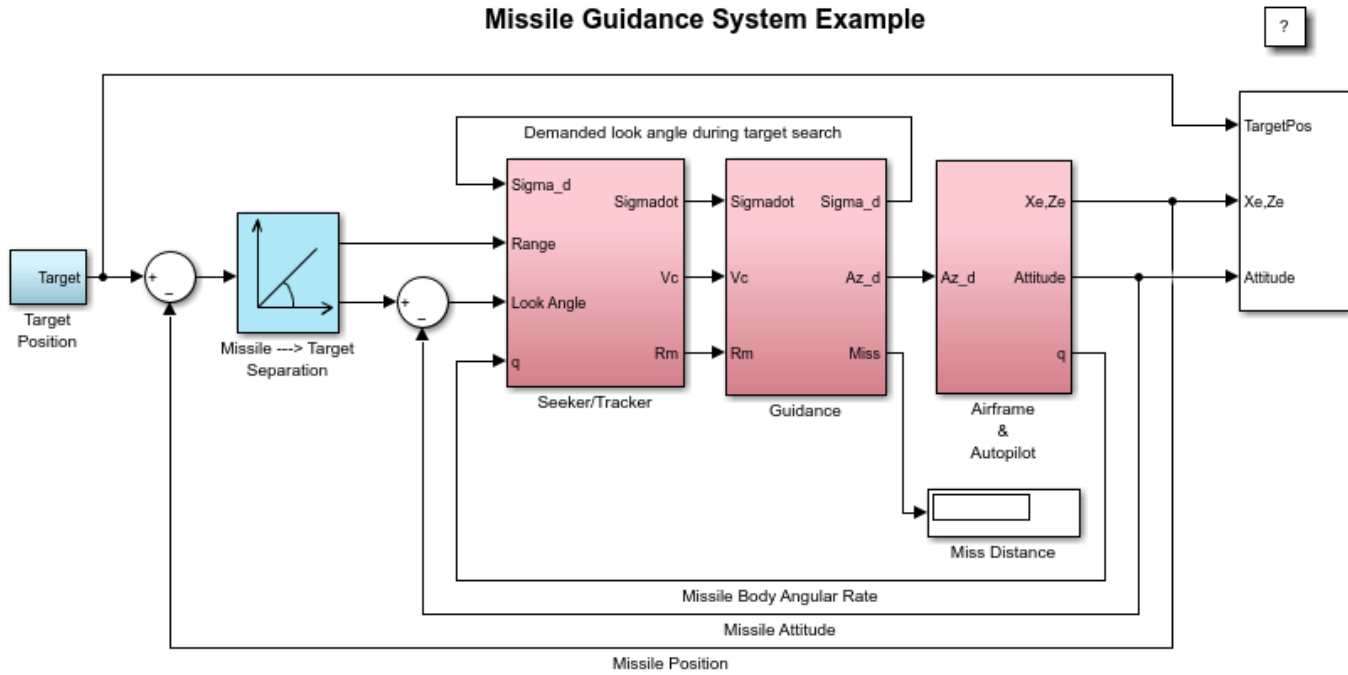 Missile Guidance System Example
?
Demanded look angle during target search
TargetPos
Xe,Ze
Attitude
Sigma_d
Range
Look Angle
q
Sigmadot
Vc
Rm
Seeker/Tracker
Sigmadot
Vc
Rm
Sigma_d
Az_d
Miss
Guidance
Az_d
Xe,Ze
Attitude
q
Airframe
&
Autopilot
Target
Target
Position
+
−
Missile ---> Target
Separation
+
−
Miss Distance
Missile Body Angular Rate
Missile Attitude
Missile Position